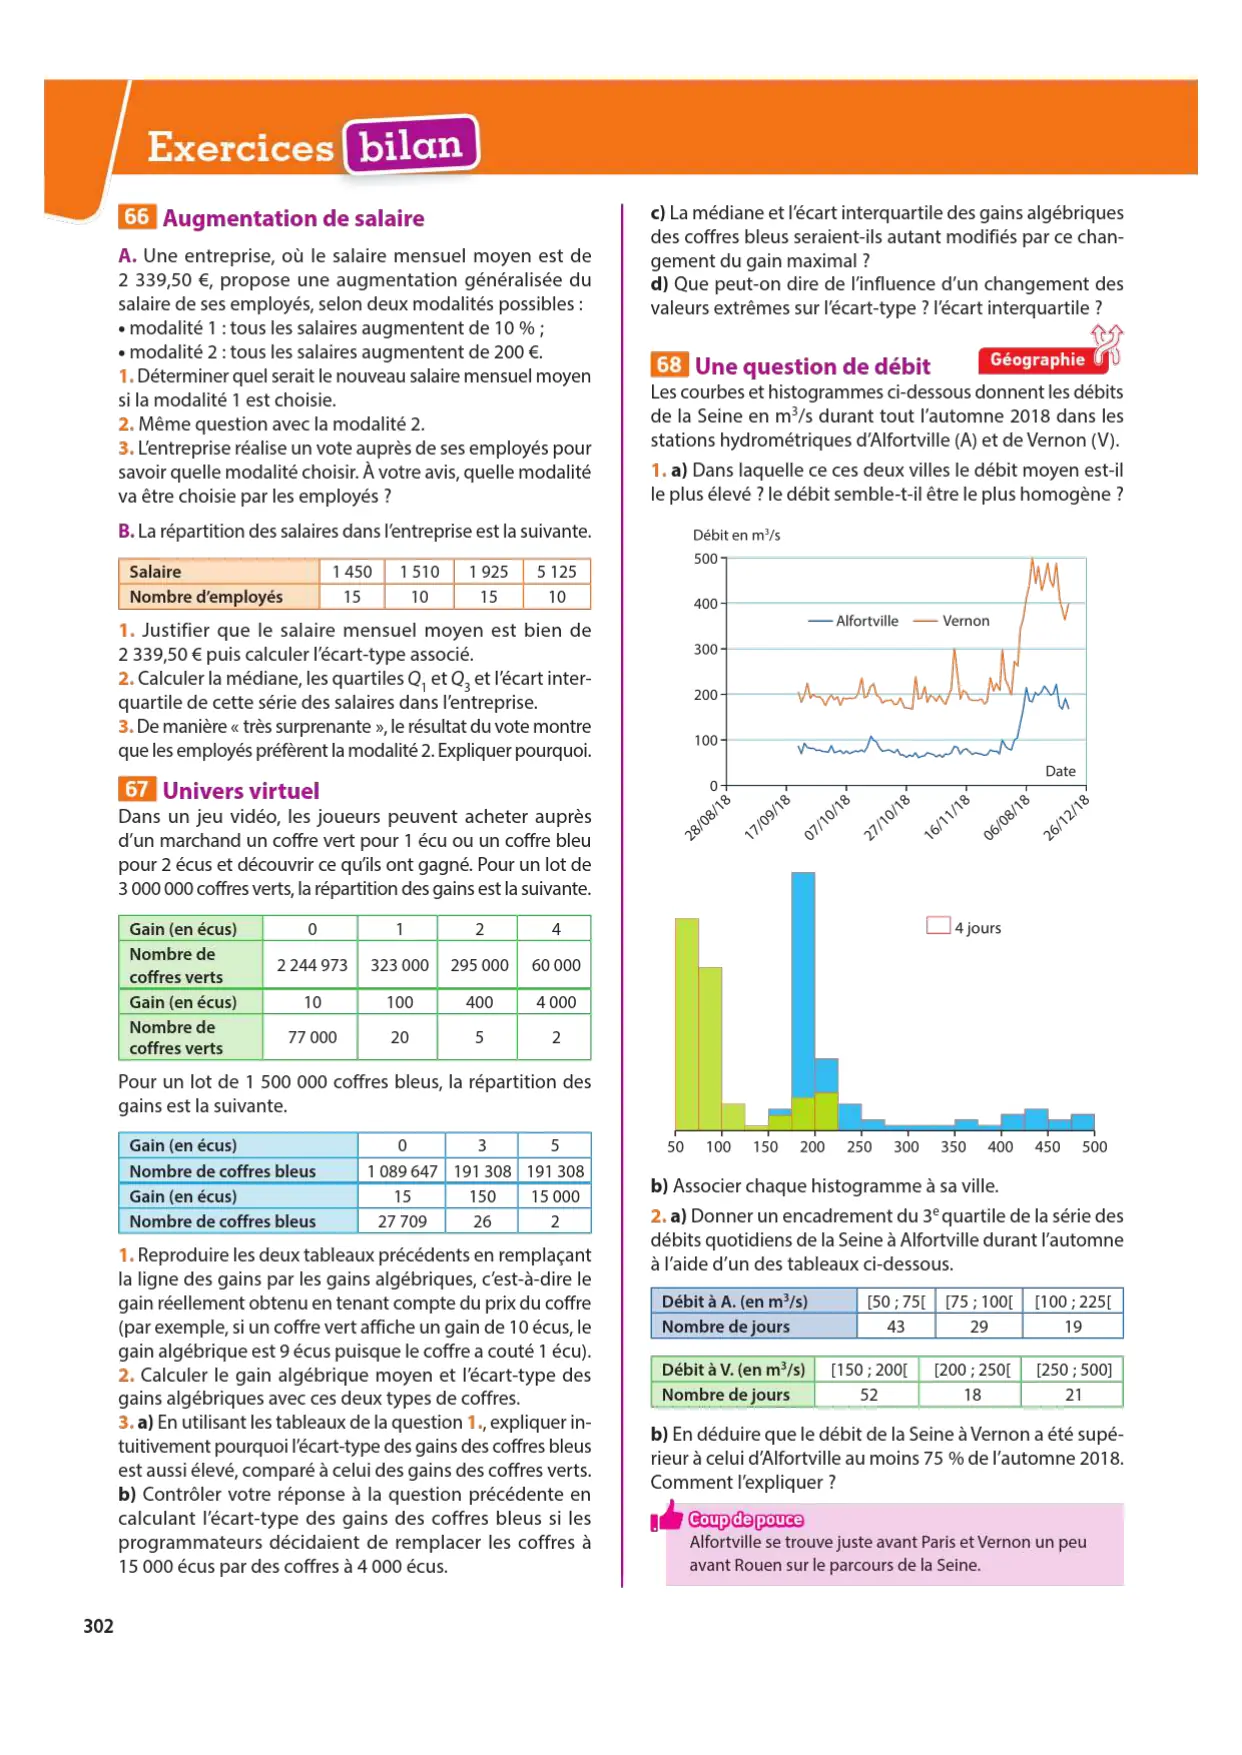 Exercices bilan
66 Augmentation de salaire
A. Une entreprise, où le salaire mensuel moyen est de
2 339,50 €, propose une augmentation généralisée du
salaire de ses employés, selon deux modalités possibles :
• modalité 1 : tous les salaires augmentent de 10 % ;
• modalité 2 : tous les salaires augmentent de 200 €.
1. Déterminer quel serait le nouveau salaire mensuel moyen
si la modalité 1 est choisie.
2. Même question avec la modalité 2.
3. L'entreprise réalise un vote auprès de ses employés pour
savoir quelle modalité choisir. À votre avis, quelle modalité
va être choisie par les employés ?
B. La répartition des salaires dans l'entreprise est la suivante.
Salaire 1 450 1 510 1 925 5 125
Nombre d'employés 15 10 15 10
1. Justifier que le salaire mensuel moyen est bien de
2 339,50 € puis calculer l'écart-type associé.
2. Calculer la médiane, les quartiles Q1 et Q3 et l'écart inter-
quartile de cette série des salaires dans l'entreprise.
3. De manière « très surprenante », le résultat du vote montre
que les employés préfèrent la modalité 2. Expliquer pourquoi.
67 Univers virtuel
Dans un jeu vidéo, les joueurs peuvent acheter auprès
d'un marchand un coffre vert pour 1 écu ou un coffre bleu
pour 2 écus et découvrir ce qu'ils ont gagné. Pour un lot de
3 000 000 coffres verts, la répartition des gains est la suivante.
Gain (en écus) 0 1 2 4
Nombre de
coffres verts 2 244 973 323 000 295 000 60 000
Gain (en écus) 10 100 400 4 000
Nombre de
coffres verts 77 000 20 5 2
Pour un lot de 1 500 000 coffres bleus, la répartition des
gains est la suivante.
Gain (en écus) 0 3 5
Nombre de coffres bleus 1 089 647 191 308 191 308
Gain (en écus) 15 150 15 000
Nombre de coffres bleus 27 709 26 2
1. Reproduire les deux tableaux précédents en remplaçant
la ligne des gains par les gains algébriques, c'est-à-dire le
gain réellement obtenu en tenant compte du prix du coffre
(par exemple, si un coffre vert affiche un gain de 10 écus, le
gain algébrique est 9 écus puisque le coffre a couté 1 écu).
2. Calculer le gain algébrique moyen et l'écart-type des
gains algébriques avec ces deux types de coffres.
3. a) En utilisant les tableaux de la question 1., expliquer in-
tuitivement pourquoi l'écart-type des gains des coffres bleus
est aussi élevé, comparé à celui des gains des coffres verts.
b) Contrôler votre réponse à la question précédente en
calculant l'écart-type des gains des coffres bleus si les
programmateurs décidaient de remplacer les coffres à
15 000 écus par des coffres à 4 000 écus.
302
c) La médiane et l'écart interquartile des gains algébriques
des coffres bleus seraient-ils autant modifiés par ce chan-
gement du gain maximal ?
d) Que peut-on dire de l'influence d'un changement des
valeurs extrêmes sur l'écart-type ? l'écart interquartile ?
68 Une question de débit Géographie
Les courbes et histogrammes ci-dessous donnent les débits
de la Seine en m³/s durant tout l'automne 2018 dans les
stations hydrométriques d'Alfortville (A) et de Vernon (V).
1. a) Dans laquelle ce ces deux villes le débit moyen est-il
le plus élevé ? le débit semble-t-il être le plus homogène ?
Débit en m³/s
500
400
Alfortville Vernon
300
200
100
Date
0
28/08/18 17/09/18 07/10/18 27/10/18 16/11/18 06/08/18 26/12/18
4 jours
50 100 150 200 250 300 350 400 450 500
b) Associer chaque histogramme à sa ville.
2. a) Donner un encadrement du 3e quartile de la série des
débits quotidiens de la Seine à Alfortville durant l'automne
à l'aide d'un des tableaux ci-dessous.
Débit à A. (en m³/s) [50 ; 75[ [75 ; 100[ [100 ; 225[
Nombre de jours 43 29 19
Débit à V. (en m³/s) [150 ; 200[ [200 ; 250[ [250 ; 500]
Nombre de jours 52 18 21
b) En déduire que le débit de la Seine à Vernon a été supé-
rieur à celui d'Alfortville au moins 75 % de l'automne 2018.
Comment l'expliquer ?
Coup de pouce
Alfortville se trouve juste avant Paris et Vernon un peu
avant Rouen sur le parcours de la Seine.